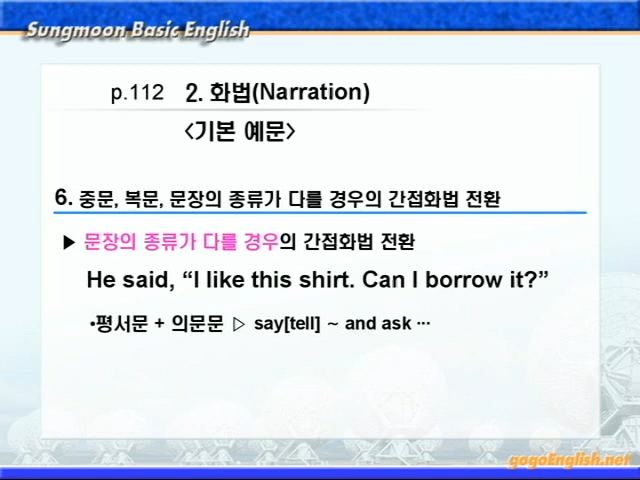 Sungmoon Basic English
p.112 2. 화법(Narration)
<기본 예문>
6. 중문, 복문, 문장의 종류가 다를 경우의 간접화법 전환
▶ 문장의 종류가 다를 경우의 간접화법 전환
He said, “I like this shirt. Can I borrow it?”
•평서문 + 의문문 ▷ say[tell] ~ and ask ···
gogoEnglish.net